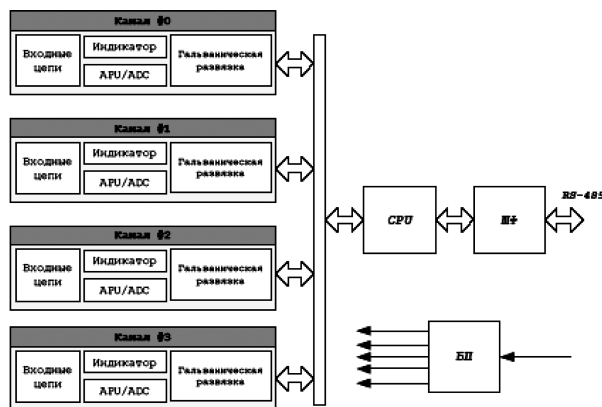 Канал #0
Входные
цепи
Индикатор
APU/ADC
Гальваническая
развязка
Канал #1
Входные
цепи
Индикатор
APU/ADC
Гальваническая
развязка
Канал #2
Входные
цепи
Индикатор
APU/ADC
Гальваническая
развязка
Канал #3
Входные
цепи
Индикатор
APU/ADC
Гальваническая
развязка
CPU
ШФ
RS-485
БП